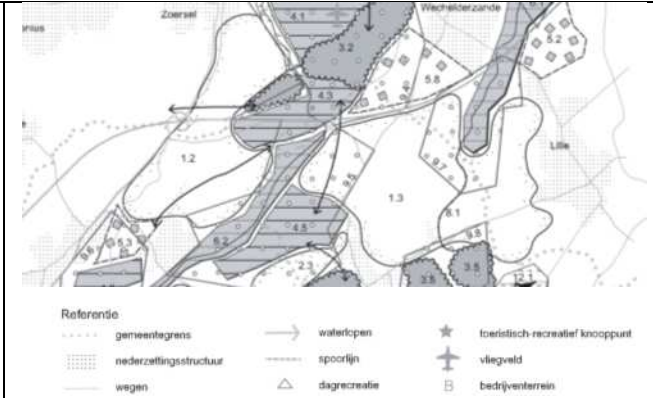 Zoersel
Wechelderzande
4.1
3.2
5.2
5.8
4.3
1.2
Lille
9.5
9.7
1.3
8.1
4.5
5.3
6.2
9.8
9.6
2.3
3.5
3.5
12.1
Referentie
gemeentegrens
waterlopen
toeristisch-recreatief knooppunt
nederzettingsstructuur
spoorlijn
vliegveld
wegen
dagrecreatie
B bedrijventerrein